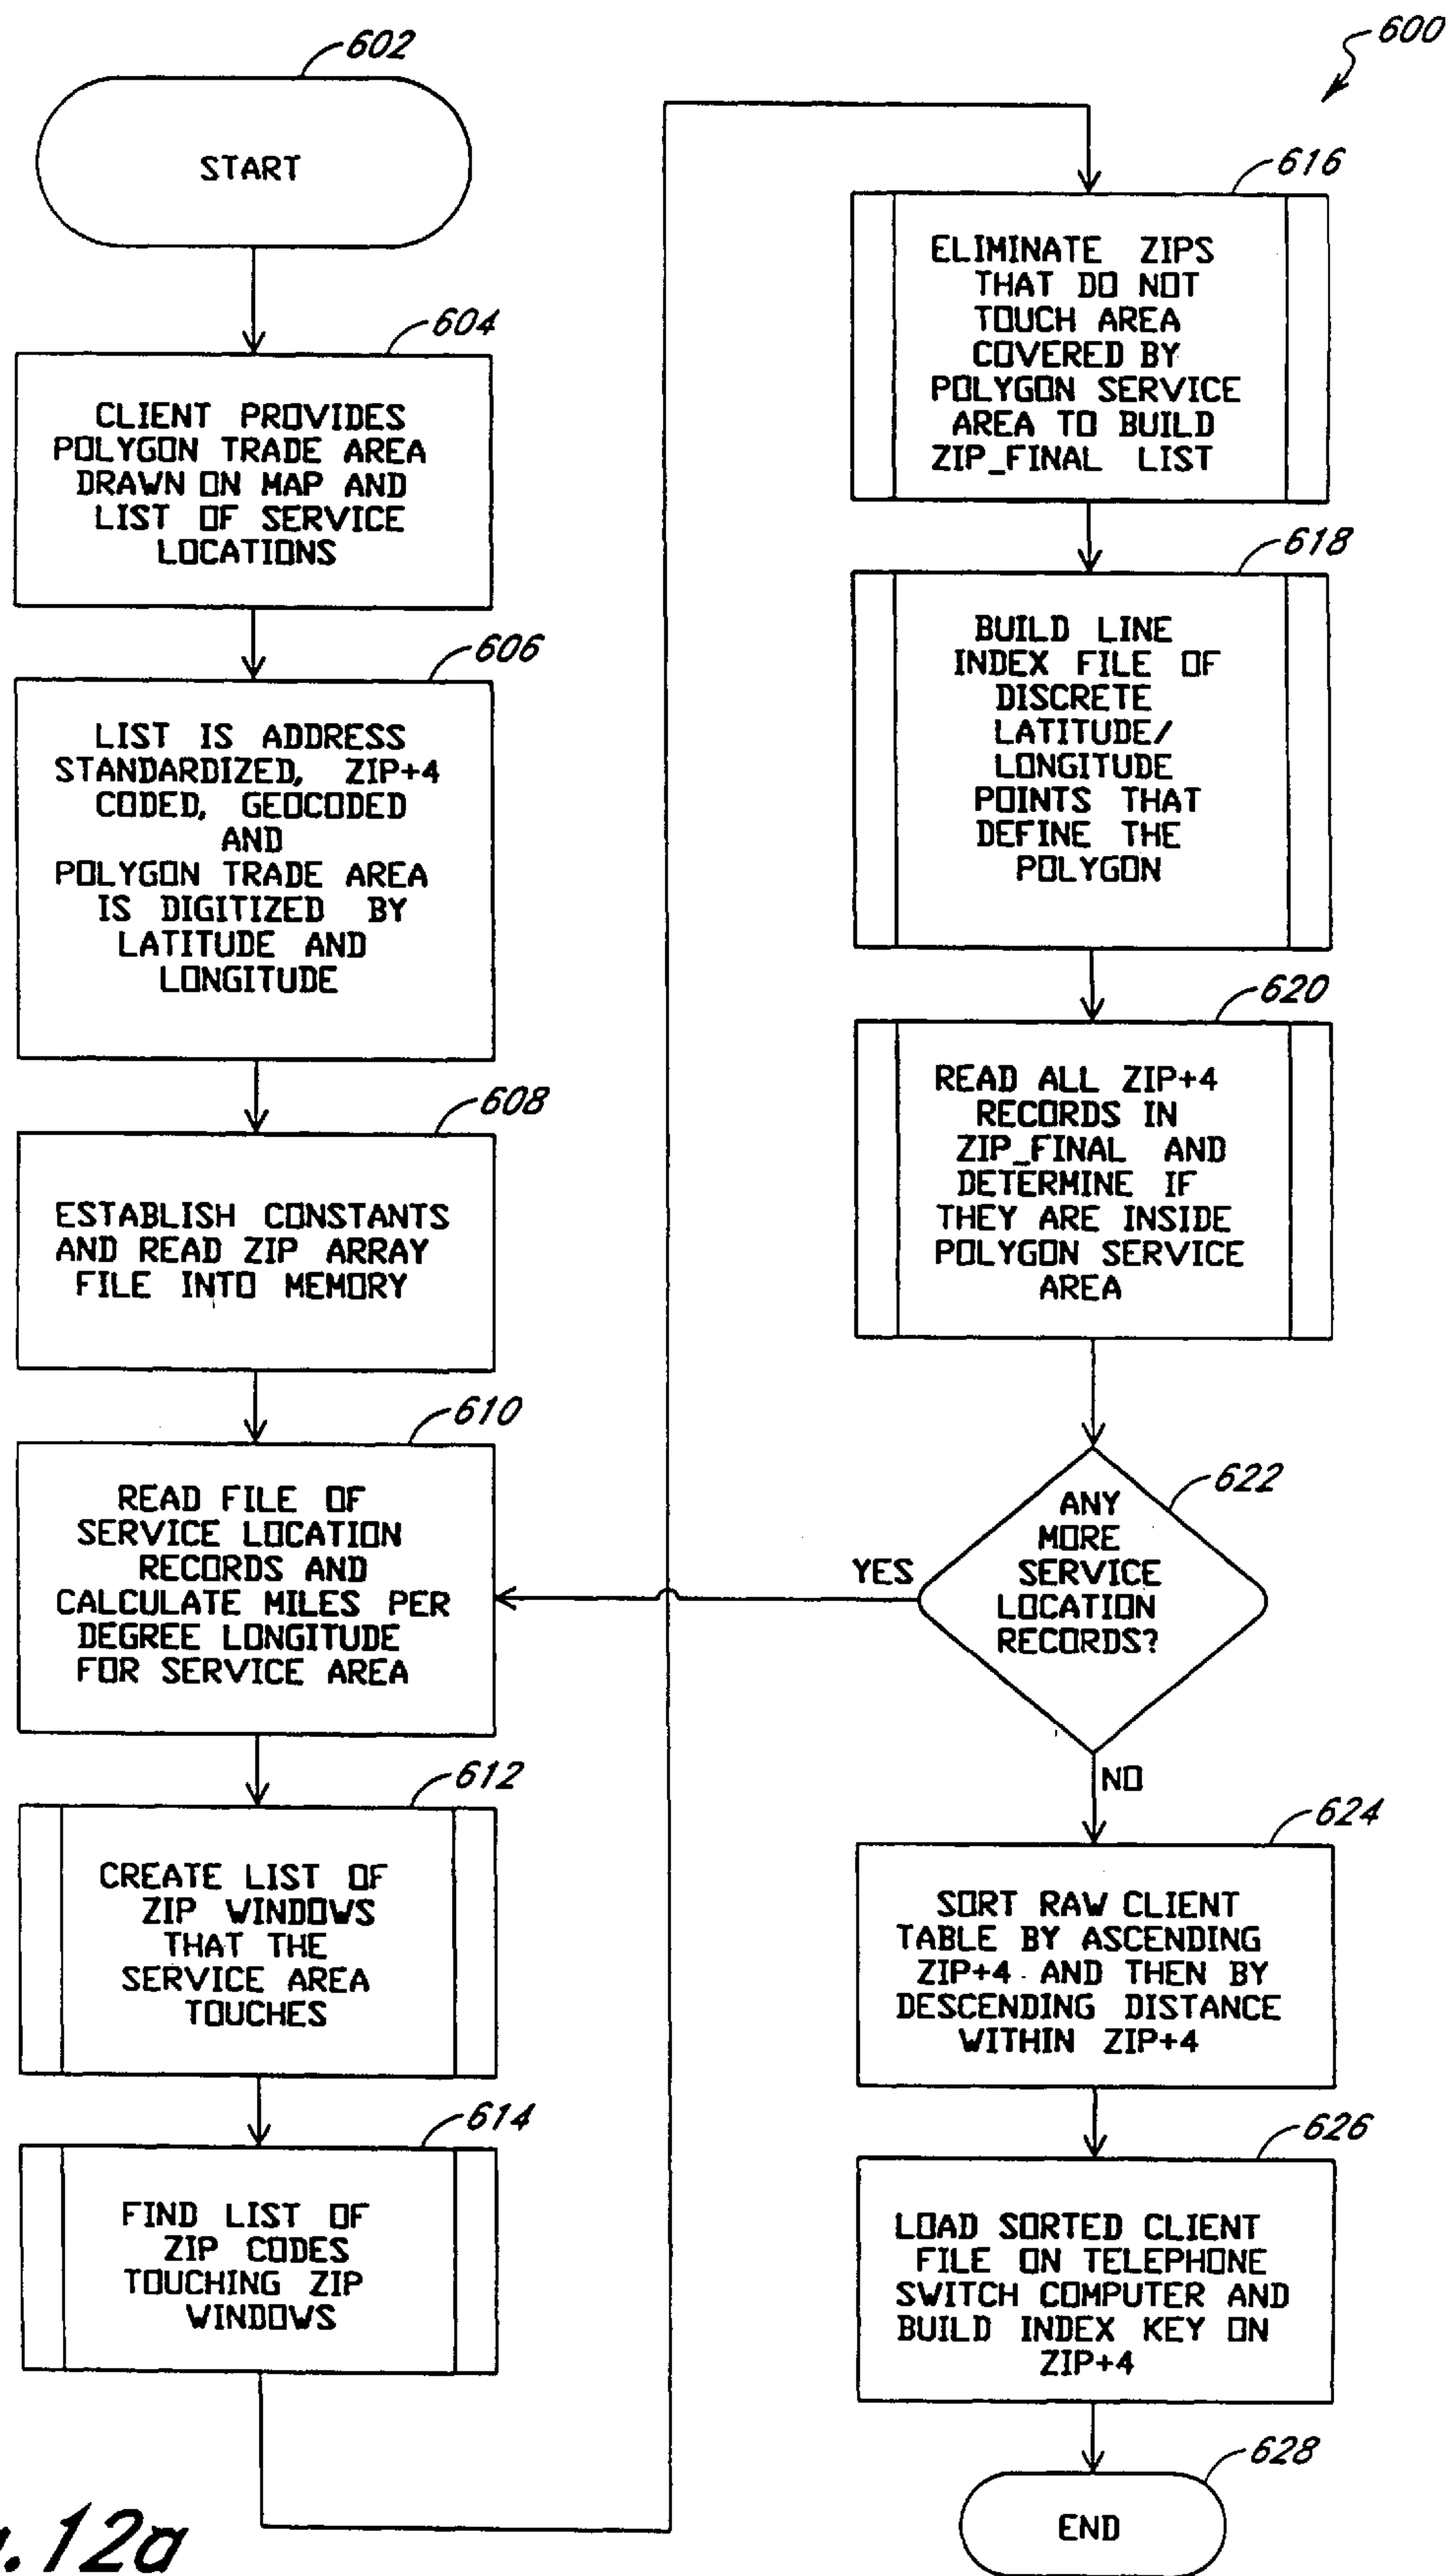 600
602
START
604
CLIENT PROVIDES
POLYGON TRADE AREA
DRAWN ON MAP AND
LIST OF SERVICE
LOCATIONS
606
LIST IS ADDRESS
STANDARDIZED, ZIP+4
CODED, GEOCODED
AND
POLYGON TRADE AREA
IS DIGITIZED BY
LATITUDE AND
LONGITUDE
608
ESTABLISH CONSTANTS
AND READ ZIP ARRAY
FILE INTO MEMORY
610
READ FILE OF
SERVICE LOCATION
RECORDS AND
CALCULATE MILES PER
DEGREE LONGITUDE
FOR SERVICE AREA
612
CREATE LIST OF
ZIP WINDOWS
THAT THE
SERVICE AREA
TOUCHES
614
FIND LIST OF
ZIP CODES
TOUCHING ZIP
WINDOWS
616
ELIMINATE ZIPS
THAT DO NOT
TOUCH AREA
COVERED BY
POLYGON SERVICE
AREA TO BUILD
ZIP_FINAL LIST
618
BUILD LINE
INDEX FILE OF
DISCRETE
LATITUDE/
LONGITUDE
POINTS THAT
DEFINE THE
POLYGON
620
READ ALL ZIP+4
RECORDS IN
ZIP_FINAL AND
DETERMINE IF
THEY ARE INSIDE
POLYGON SERVICE
AREA
622
ANY
MORE
SERVICE
LOCATION
RECORDS?
YES
NO
624
SORT RAW CLIENT
TABLE BY ASCENDING
ZIP+4 AND THEN BY
DESCENDING DISTANCE
WITHIN ZIP+4
626
LOAD SORTED CLIENT
FILE ON TELEPHONE
SWITCH COMPUTER AND
BUILD INDEX KEY ON
ZIP+4
628
END
.12a